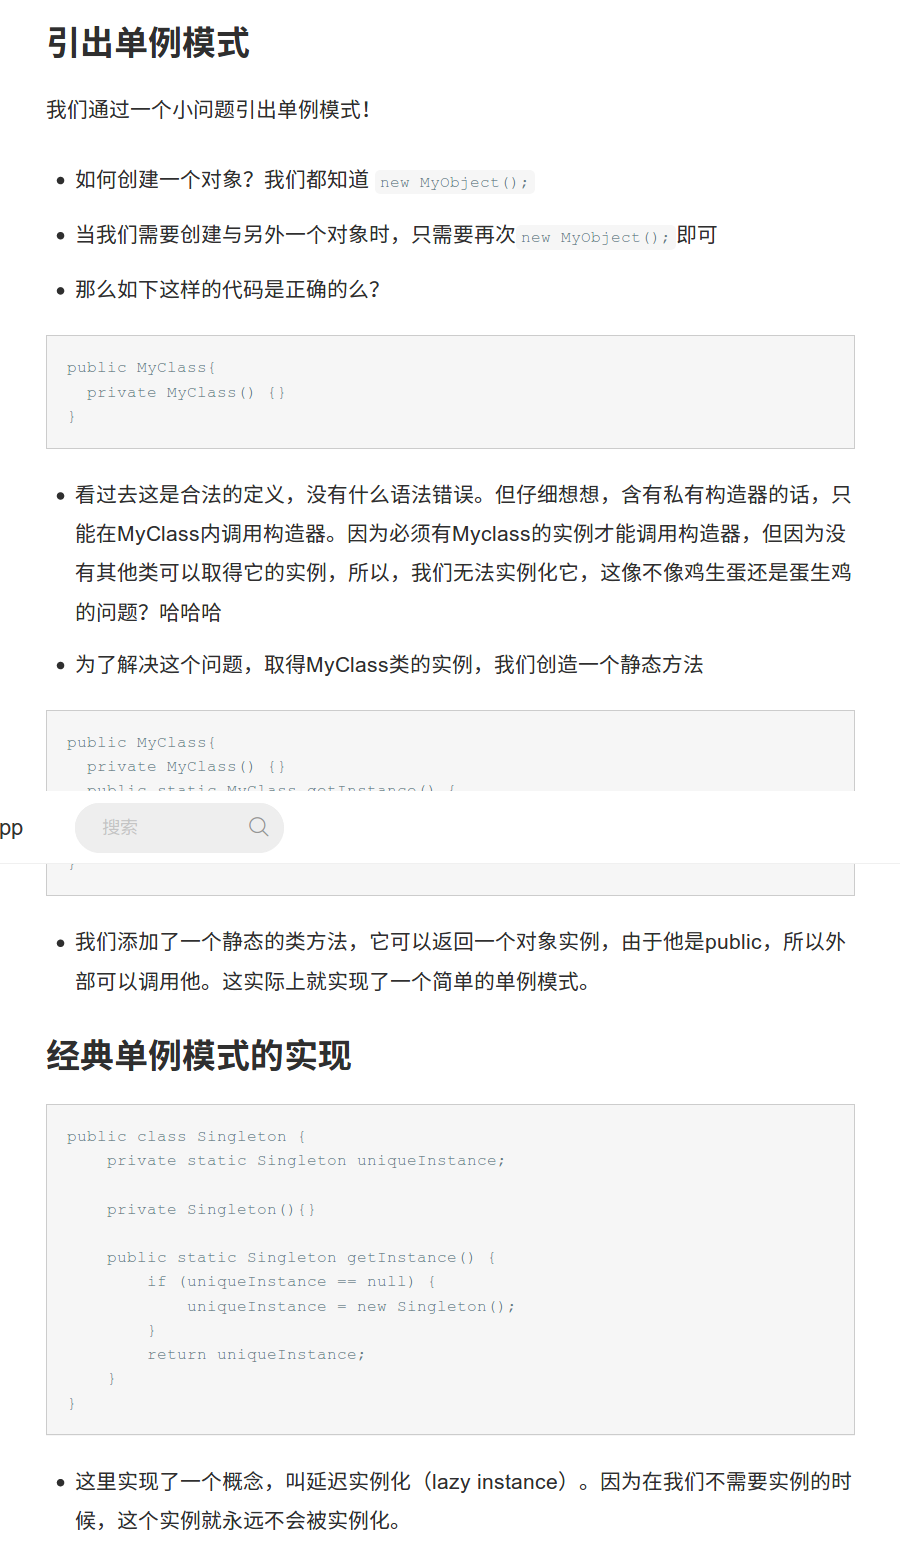 引出单例模式
我们通过一个小问题引出单例模式！
如何创建一个对象？我们都知道 new MyObject();
当我们需要创建与另外一个对象时，只需要再次new MyObject();即可
那么如下这样的代码是正确的么？
public MyClass{
  private MyClass() {}
}
看过去这是合法的定义，没有什么语法错误。但仔细想想，含有私有构造器的话，只
能在MyClass内调用构造器。因为必须有Myclass的实例才能调用构造器，但因为没
有其他类可以取得它的实例，所以，我们无法实例化它，这像不像鸡生蛋还是蛋生鸡
的问题？哈哈哈
为了解决这个问题，取得MyClass类的实例，我们创造一个静态方法
public MyClass{
  private MyClass() {}
  public static MyClass getInstance() {
pp
搜索
}
我们添加了一个静态的类方法，它可以返回一个对象实例，由于他是public，所以外
部可以调用他。这实际上就实现了一个简单的单例模式。
经典单例模式的实现
public class Singleton {
    private static Singleton uniqueInstance;
    private Singleton(){}
    public static Singleton getInstance() {
        if (uniqueInstance == null) {
            uniqueInstance = new Singleton();
        }
        return uniqueInstance;
    }
}
这里实现了一个概念，叫延迟实例化（lazy instance）。因为在我们不需要实例的时
候，这个实例就永远不会被实例化。